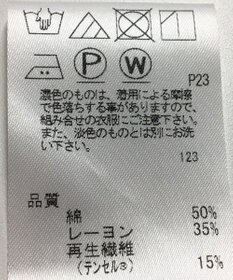 P W
P23
濃色のものは、着用による摩擦
で色落ちする事がありますので、
組み合せの衣服にご注意下さい。
また、淡色のものとは別にお洗
い下さい。
123
品質
綿 50%
レーヨン 35%
再生繊維
(テンセル®) 15%